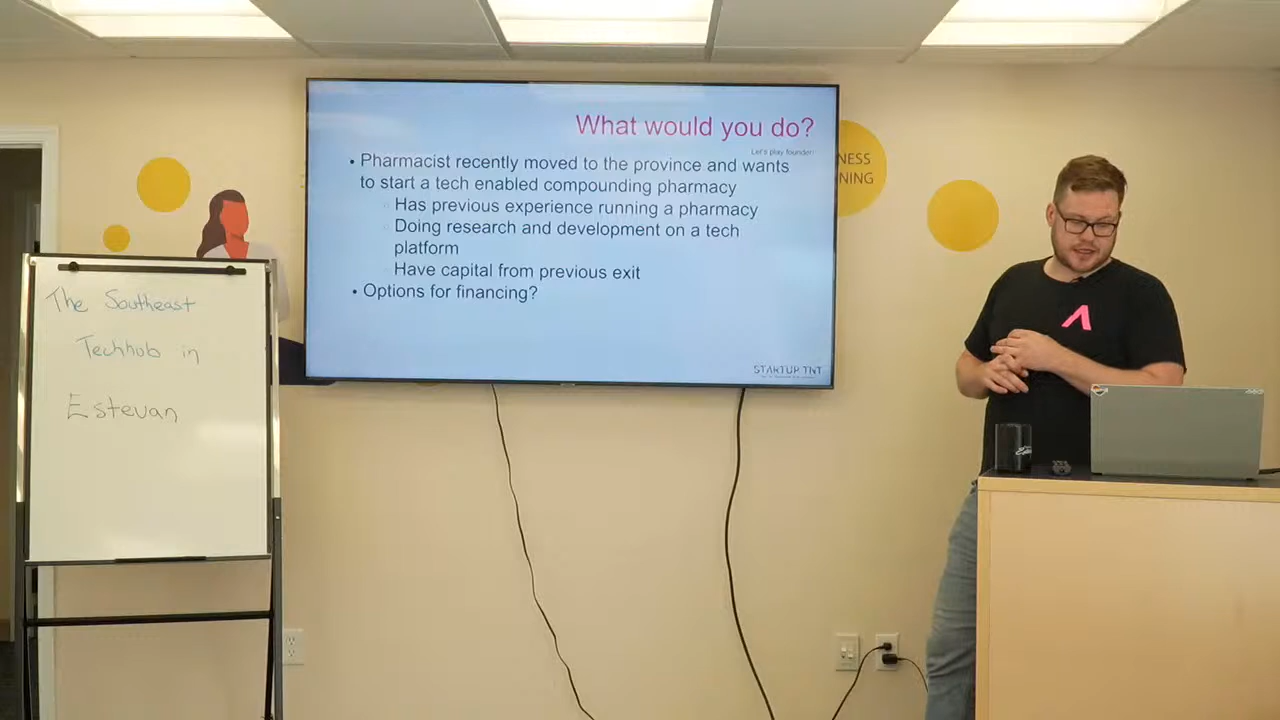 What would you do?
Let's play founder!
• Pharmacist recently moved to the province and wants
to start a tech enabled compounding pharmacy
○ Has previous experience running a pharmacy
○ Doing research and development on a tech
platform
○ Have capital from previous exit
• Options for financing?
STARTUP TNT
NESS
NING
The Southeast
Techhub in
Estevan